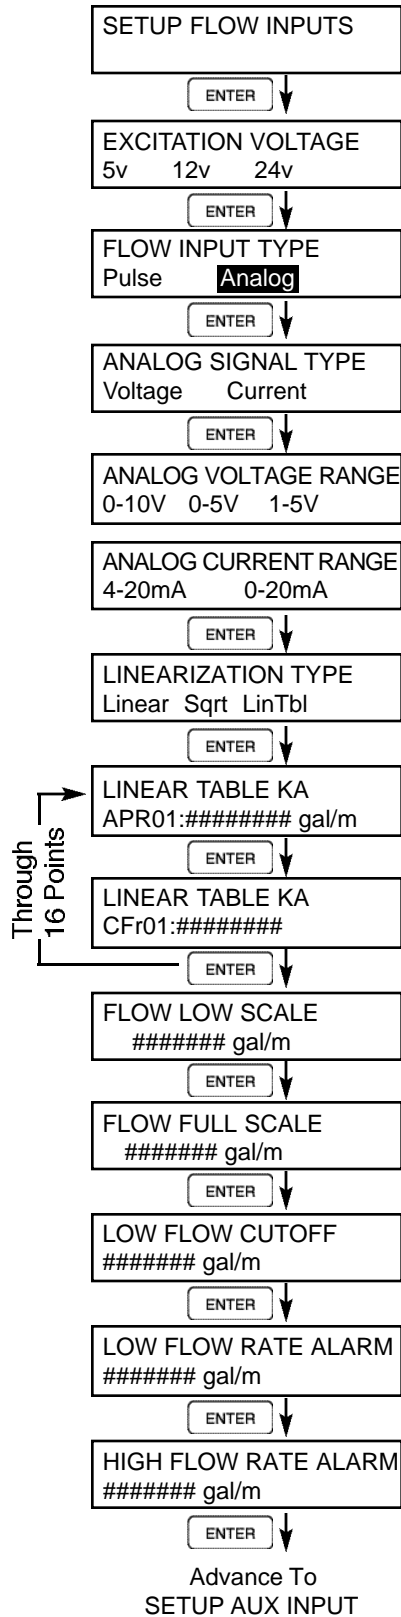 SETUP FLOW INPUTS
ENTER
EXCITATION VOLTAGE
5v 12v 24v
ENTER
FLOW INPUT TYPE
Pulse Analog
ENTER
ANALOG SIGNAL TYPE
Voltage Current
ENTER
ANALOG VOLTAGE RANGE
0-10V 0-5V 1-5V
ANALOG CURRENT RANGE
4-20mA 0-20mA
ENTER
LINEARIZATION TYPE
Linear Sqrt LinTbl
ENTER
LINEAR TABLE KA
APR01:######## gal/m
ENTER
Through
16 Points
LINEAR TABLE KA
CFr01:########
ENTER
FLOW LOW SCALE
####### gal/m
ENTER
FLOW FULL SCALE
####### gal/m
ENTER
LOW FLOW CUTOFF
####### gal/m
ENTER
LOW FLOW RATE ALARM
####### gal/m
ENTER
HIGH FLOW RATE ALARM
####### gal/m
ENTER
Advance To
SETUP AUX INPUT